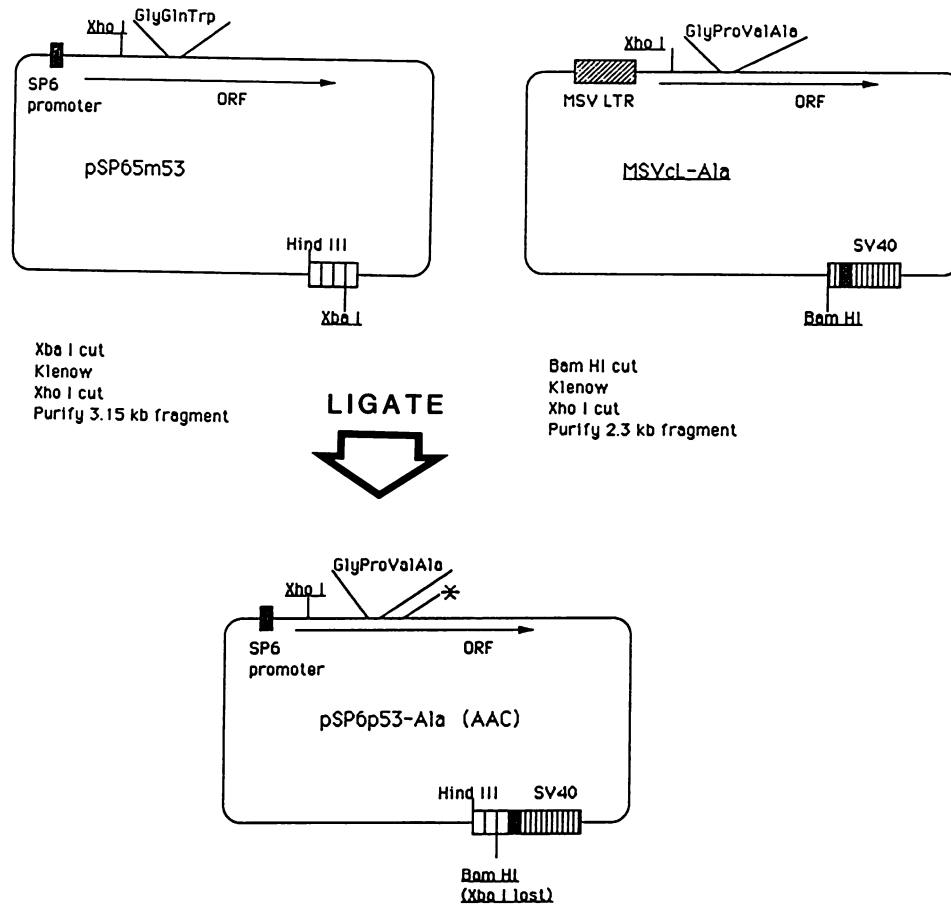 Xho I
GlyGlnTrp
SP6
promoter
ORF
pSP65m53
Hind III
Xba I
Xba I cut
Klenow
Xho I cut
Purify 3.15 kb fragment
Xho I
GlyProValAla
MSV LTR
ORF
MSVcL-Ala
SV40
Bam HI
Bam HI cut
Klenow
Xho I cut
Purify 2.3 kb fragment
LIGATE
Xho I
GlyProValAla
*
SP6
promoter
ORF
pSP6p53-Ala (AAC)
Hind III
SV40
Bam HI
(Xba I lost)